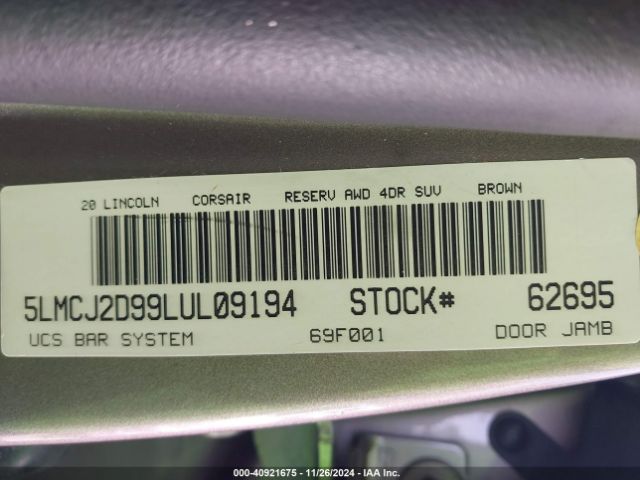 20 LINCOLN CORSAIR RESERV AWD 4DR SUV BROWN
5LMCJ2D99LUL09194 STOCK# 62695
UCS BAR SYSTEM 69F001 DOOR JAMB
000-40921675 - 11/26/2024 - IAA Inc.